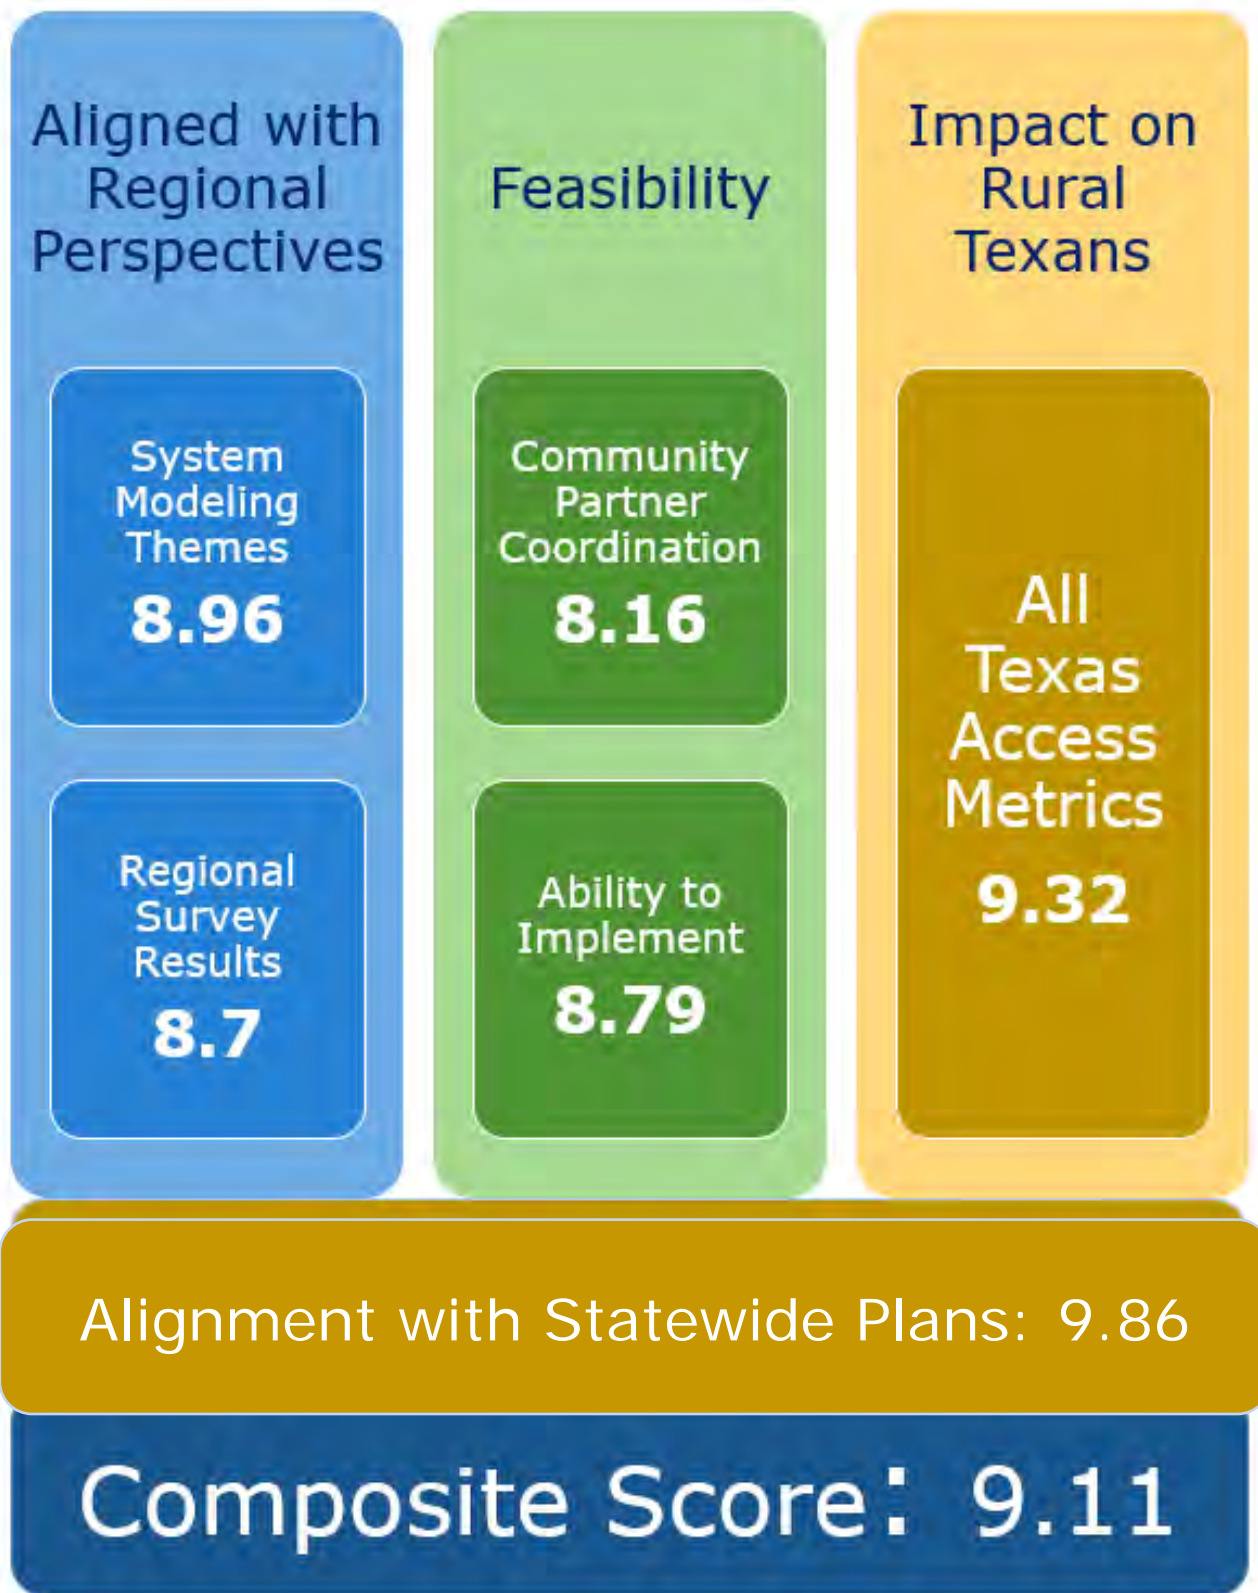 Aligned with
Regional
Perspectives
System
Modeling
Themes
8.96
Regional
Survey
Results
8.7
Feasibility
Community
Partner
Coordination
8.16
Ability to
Implement
8.79
Impact on
Rural
Texans
All
Texas
Access
Metrics
9.32
Alignment with Statewide Plans: 9.86
Composite Score: 9.11